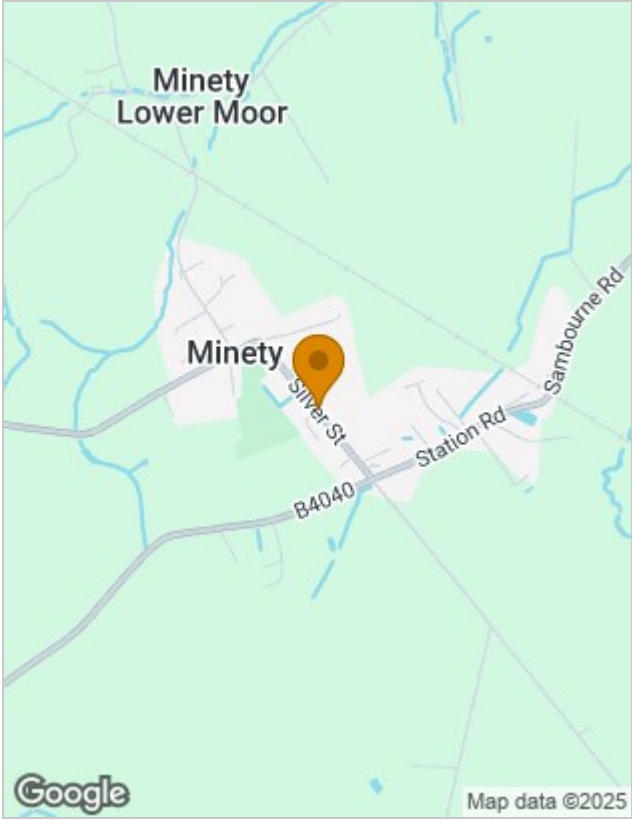 Minety
Lower Moor
Sambourne Rd
Minety
Silver St
Station Rd
B4040
Google
Map data ©2025